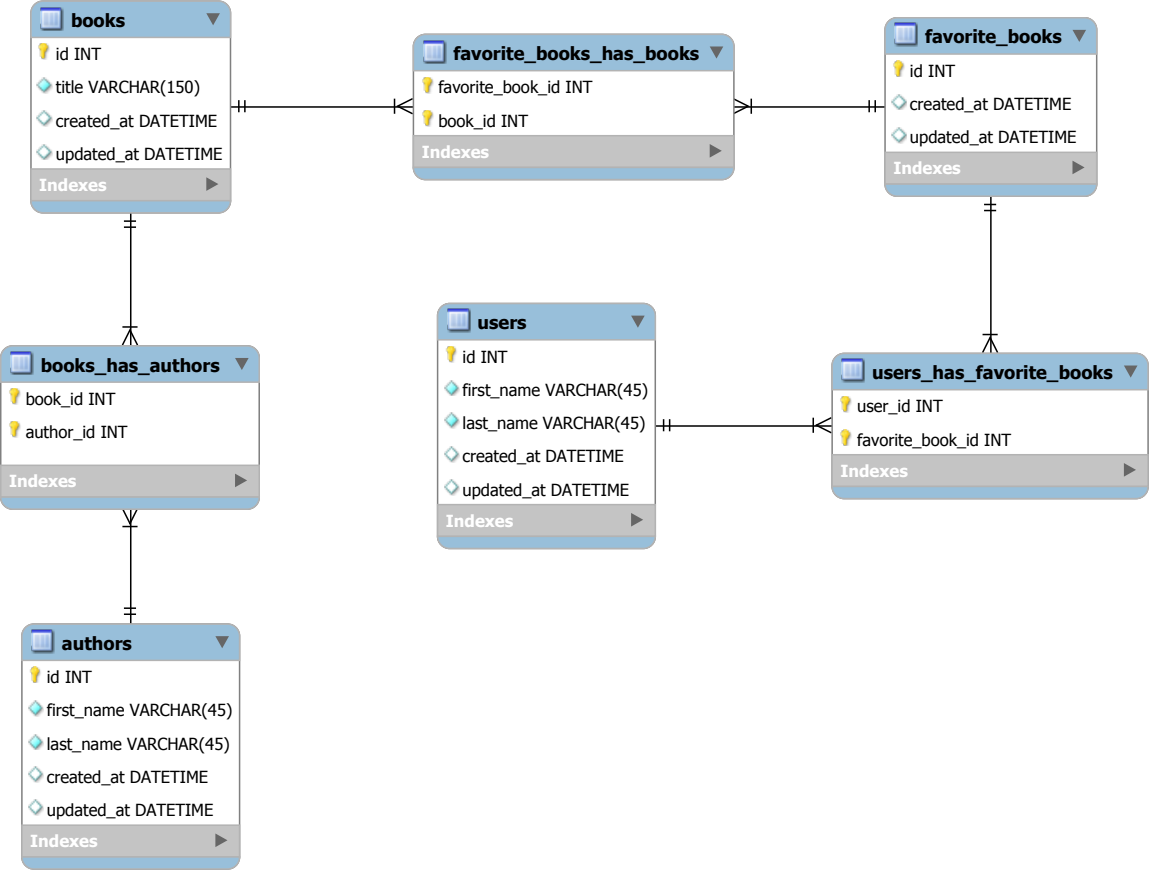 books
id INT
title VARCHAR(150)
created_at DATETIME
updated_at DATETIME
Indexes
favorite_books_has_books
favorite_book_id INT
book_id INT
Indexes
favorite_books
id INT
created_at DATETIME
updated_at DATETIME
Indexes
books_has_authors
book_id INT
author_id INT
Indexes
users
id INT
first_name VARCHAR(45)
last_name VARCHAR(45)
created_at DATETIME
updated_at DATETIME
Indexes
users_has_favorite_books
user_id INT
favorite_book_id INT
Indexes
authors
id INT
first_name VARCHAR(45)
last_name VARCHAR(45)
created_at DATETIME
updated_at DATETIME
Indexes